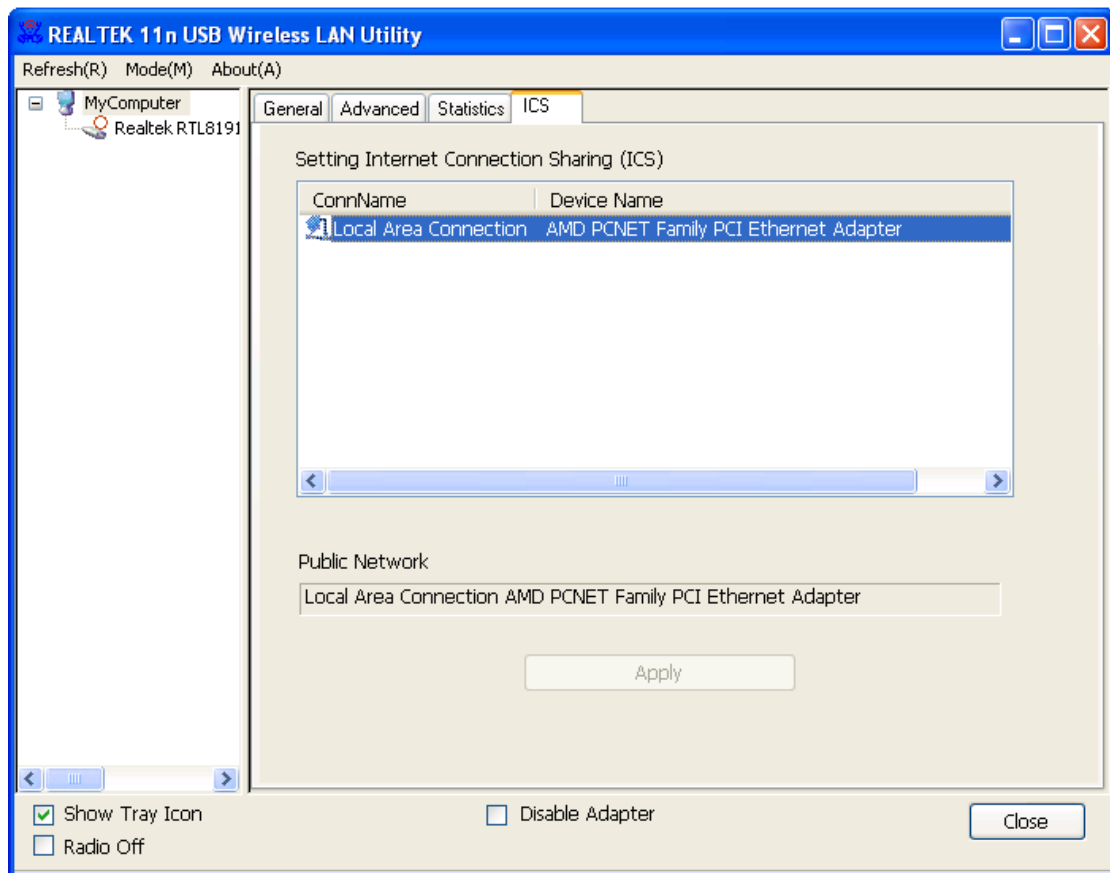 REALTEK 11n USB Wireless LAN Utility
Refresh(R) Mode(M) About(A)
MyComputer
Realtek RTL8191
General Advanced Statistics ICS
Setting Internet Connection Sharing (ICS)
ConnName Device Name
Local Area Connection AMD PCNET Family PCI Ethernet Adapter
Public Network
Local Area Connection AMD PCNET Family PCI Ethernet Adapter
Apply
Show Tray Icon Disable Adapter Close
Radio Off